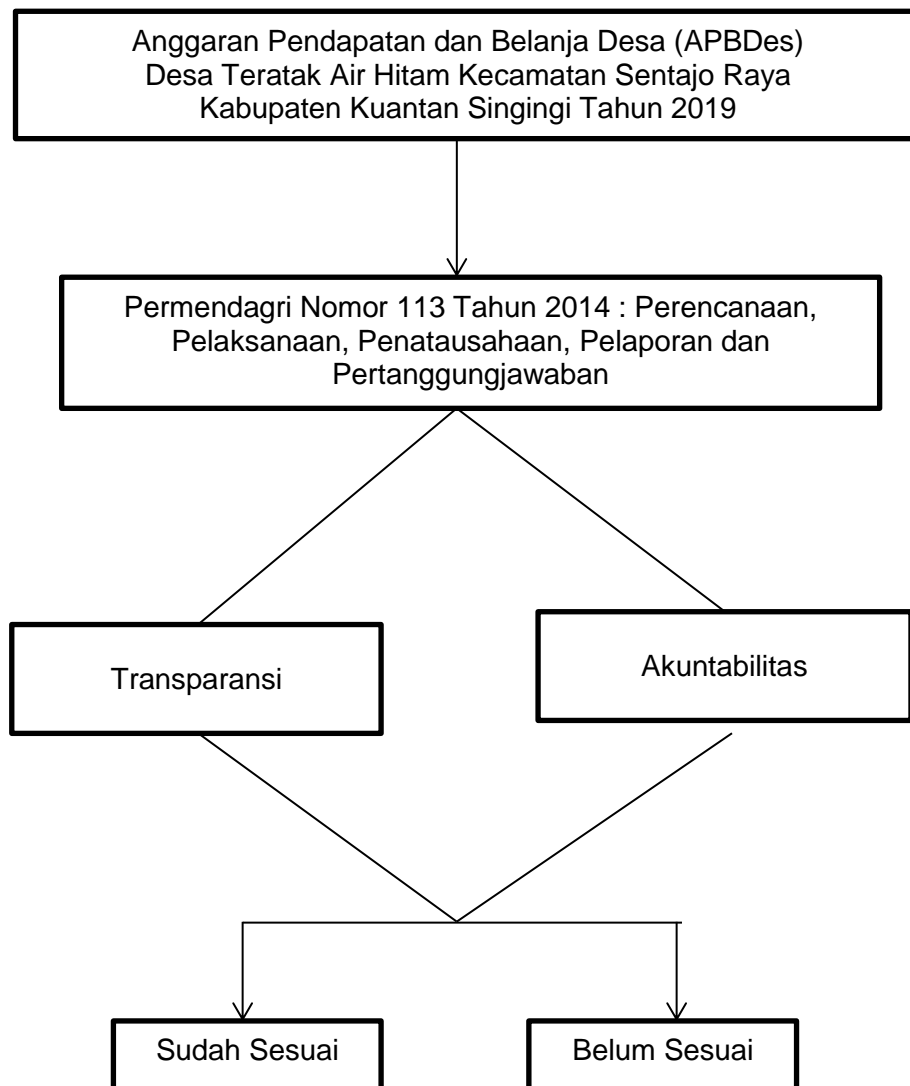 Anggaran Pendapatan dan Belanja Desa (APBDes)
Desa Teratak Air Hitam Kecamatan Sentajo Raya
Kabupaten Kuantan Singingi Tahun 2019
Permendagri Nomor 113 Tahun 2014 : Perencanaan,
Pelaksanaan, Penatausahaan, Pelaporan dan
Pertanggungjawaban
Transparansi
Akuntabilitas
Sudah Sesuai
Belum Sesuai